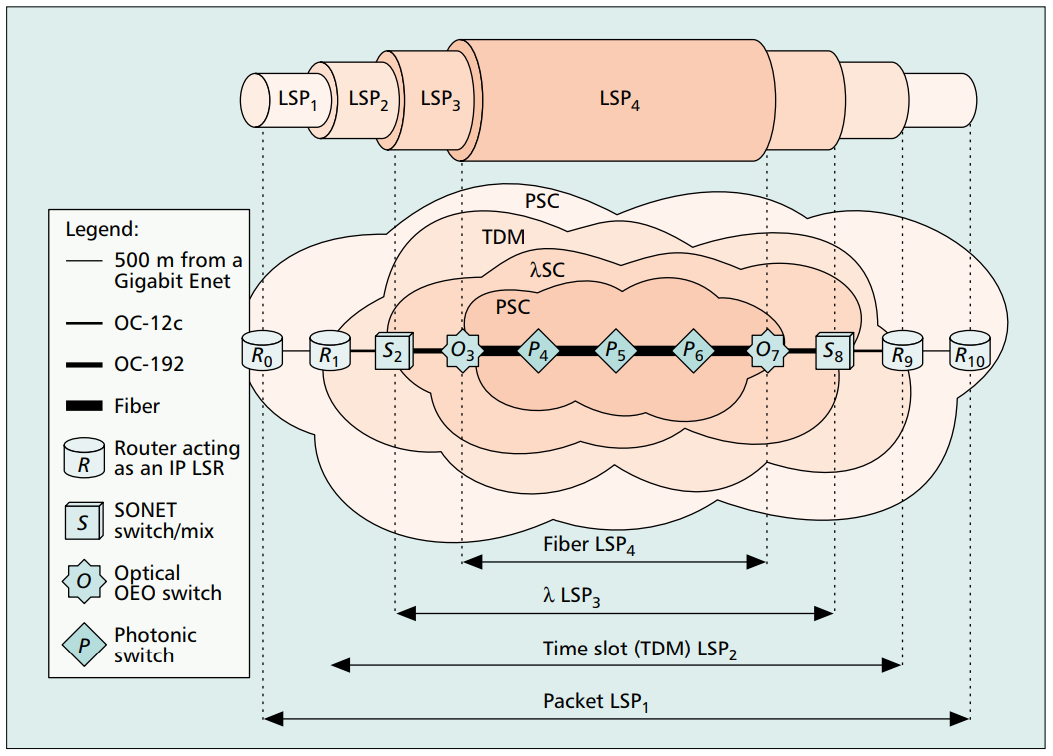 LSP1
LSP2
LSP3
LSP4
PSC
TDM
λSC
PSC
Legend:
500 m from a
Gigabit Enet
OC-12c
OC-192
Fiber
R
Router acting
as an IP LSR
S
SONET
switch/mix
O
Optical
OEO switch
P
Photonic
switch
R0
R1
S2
O3
P4
P5
P6
O7
S8
R9
R10
Fiber LSP4
λ LSP3
Time slot (TDM) LSP2
Packet LSP1